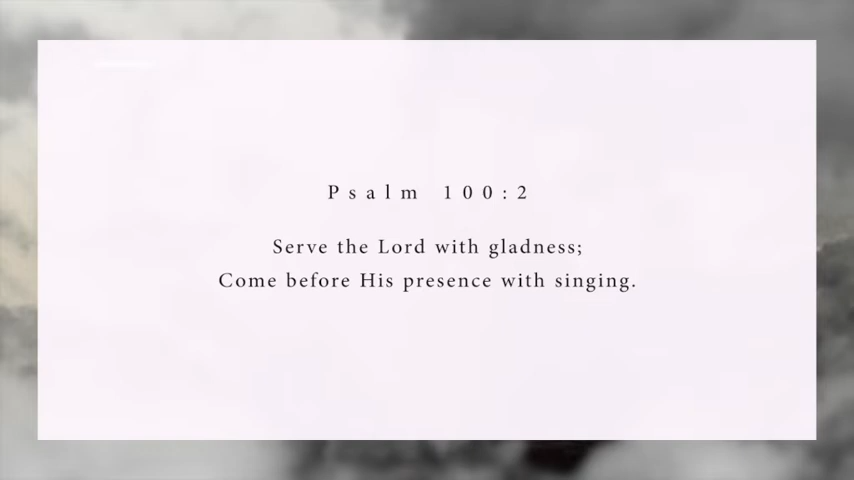 Psalm 100:2
Serve the Lord with gladness;
Come before His presence with singing.